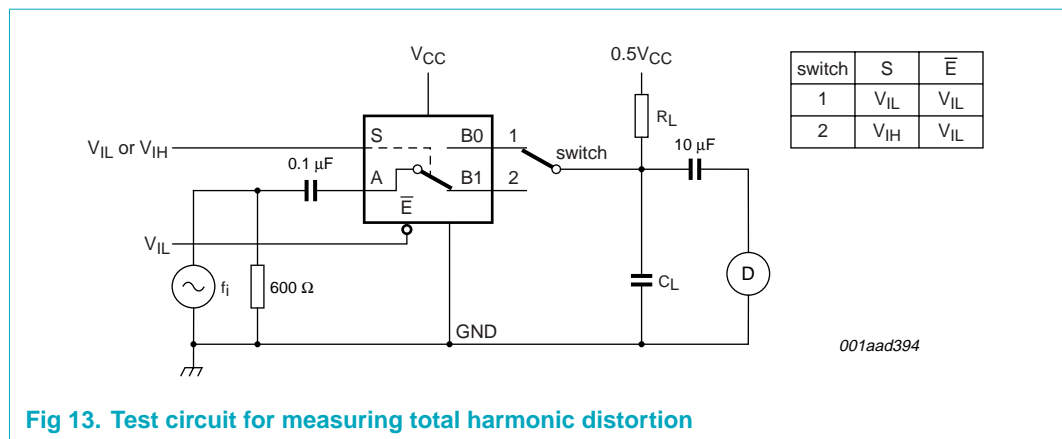 VCC
0.5VCC
switch S E̅
1 VIL VIL
2 VIH VIL
RL
10 μF
S B0 1
VIL or VIH
switch
0.1 μF
A B1 2
E̅
VIL
fi
600 Ω
CL
D
GND
001aad394
Fig 13. Test circuit for measuring total harmonic distortion